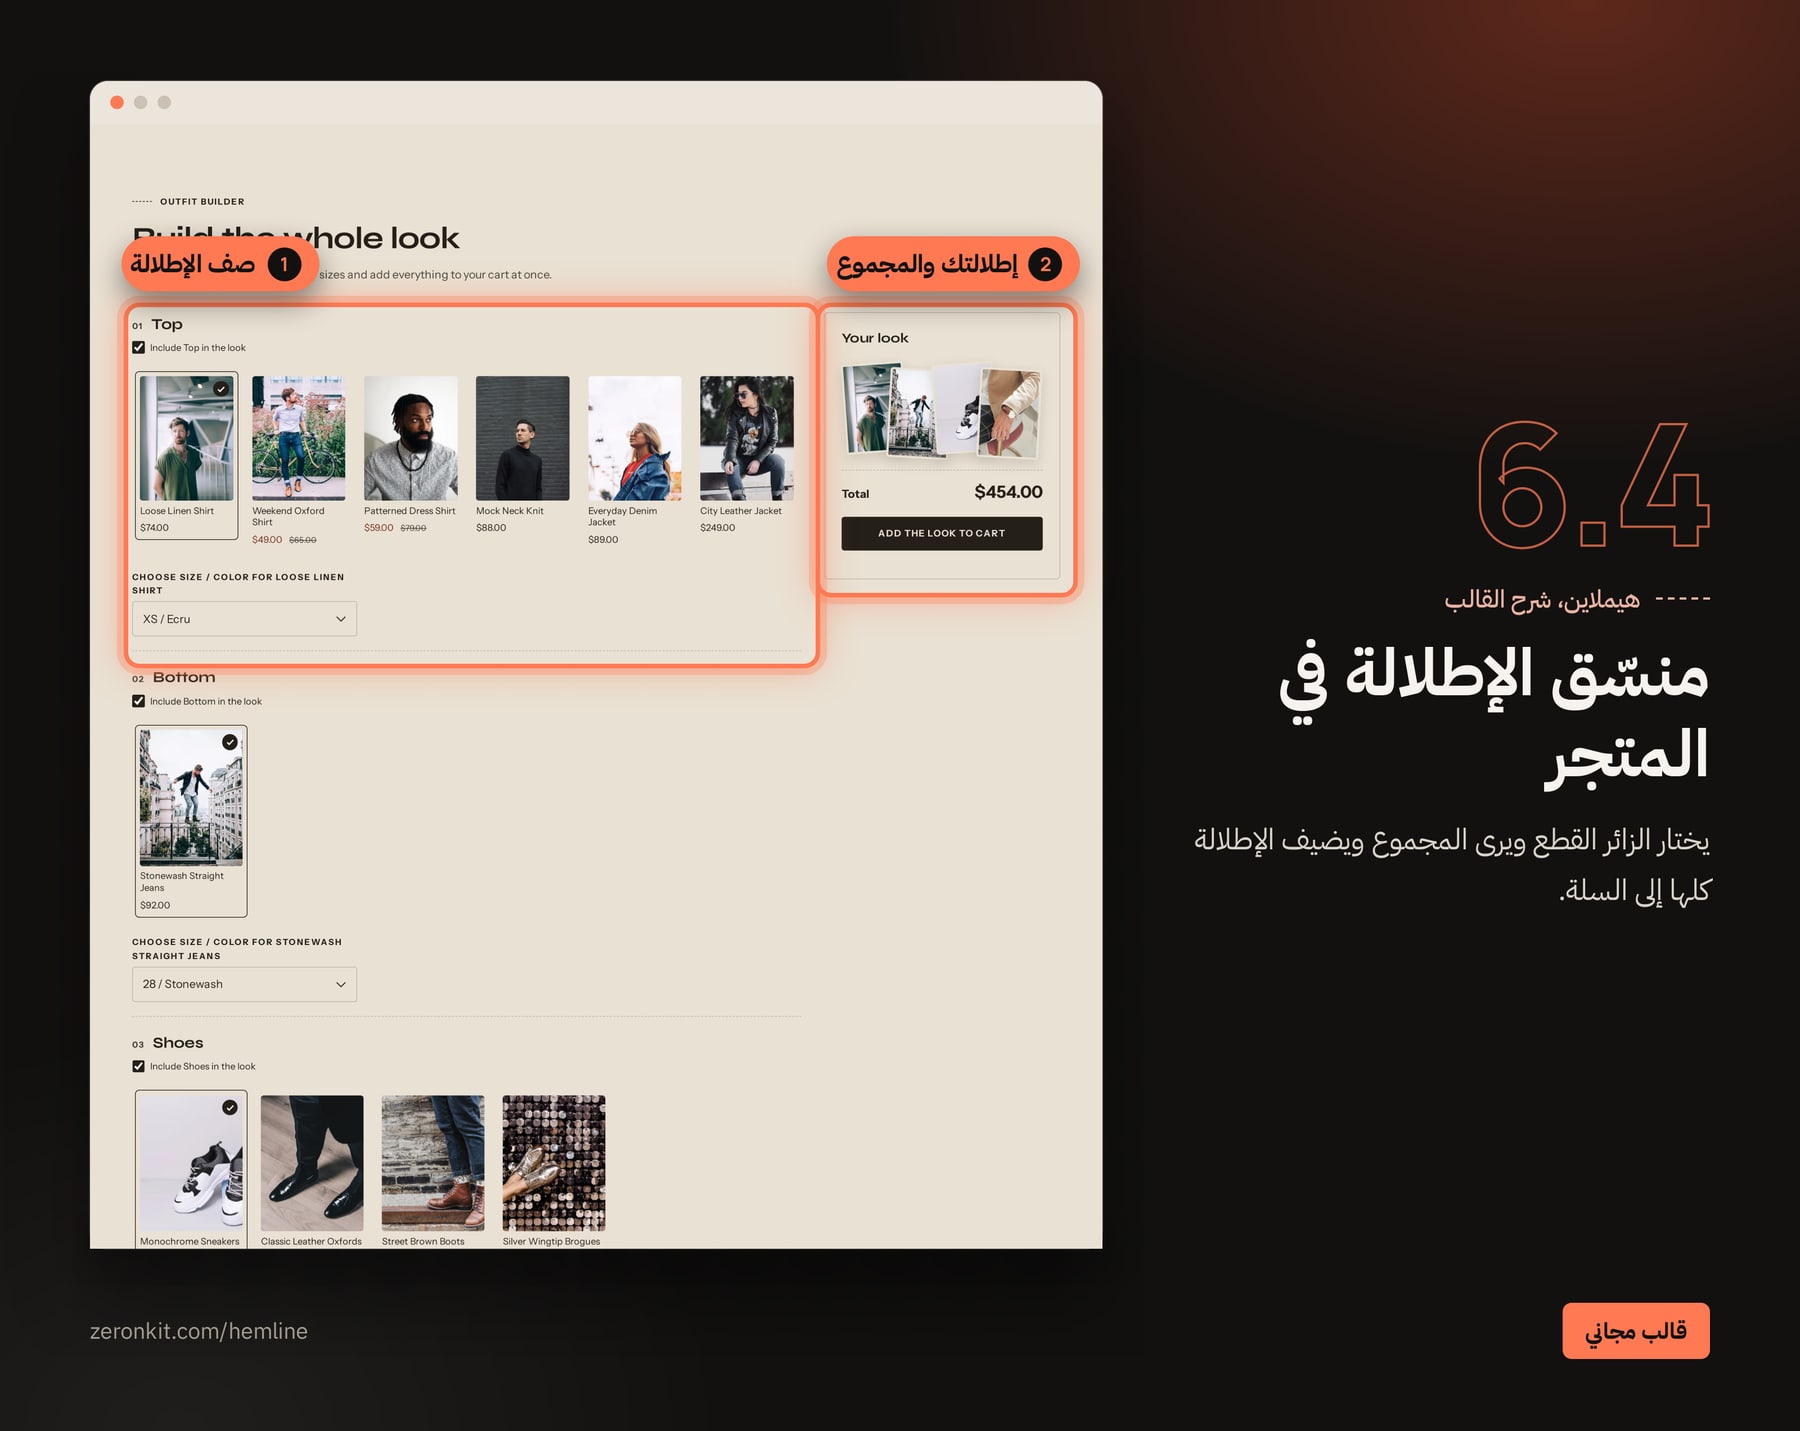 OUTFIT BUILDER
Build the whole look
sizes and add everything to your cart at once.
1 صف الإطلالة
2 إطلالتك والمجموع
01 Top
Include Top in the look
Loose Linen Shirt
$74.00
Weekend Oxford
Shirt
$49.00 $65.00
Patterned Dress Shirt
$59.00 $79.00
Mock Neck Knit
$88.00
Everyday Denim
Jacket
$89.00
City Leather Jacket
$249.00
CHOOSE SIZE / COLOR FOR LOOSE LINEN
SHIRT
XS / Ecru
Your look
Total $454.00
ADD THE LOOK TO CART
02 Bottom
Include Bottom in the look
Stonewash Straight
Jeans
$92.00
CHOOSE SIZE / COLOR FOR STONEWASH
STRAIGHT JEANS
28 / Stonewash
03 Shoes
Include Shoes in the look
Monochrome Sneakers
Classic Leather Oxfords
Street Brown Boots
Silver Wingtip Brogues
6.4
هيملاين، شرح القالب
منسّق الإطلالة في
المتجر
يختار الزائر القطع ويرى المجموع ويضيف الإطلالة
كلها إلى السلة.
zeronkit.com/hemline
قالب مجاني